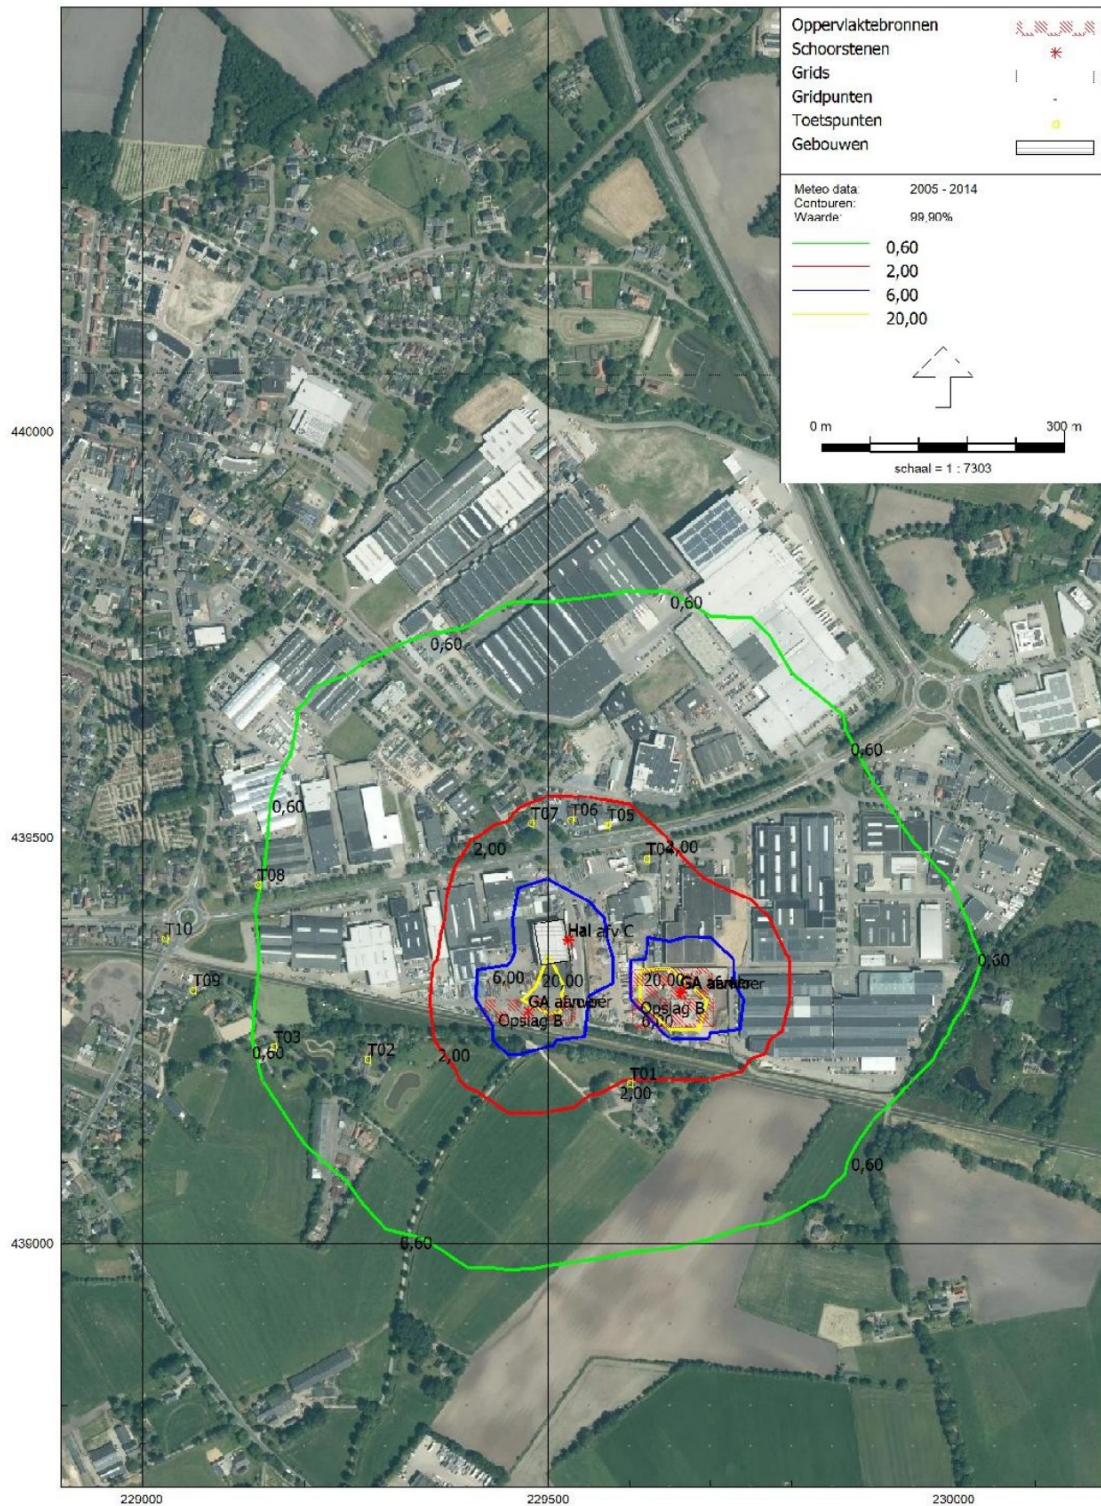 Oppervlaktebronnen
Schoorstenen
Grids
Gridpunten
Toetspunten
Gebouwen
Meteo data: 2005 - 2014
Contouren:
Waarde: 99,90%
0,60
2,00
6,00
20,00
0 m 300 m
schaal = 1 : 7303
440000
0,60
0,60
0,60
0,60
439500
T07
T06
T05
2,00
T04
2,00
T08
T10
Hal afv C
0,60
6,00
20,00
20,00
GA
T09
GA
Opslag B
Opslag B
6,00
T03
0,60
T02
2,00
T01
2,00
0,60
439000
0,60
229000
229500
230000